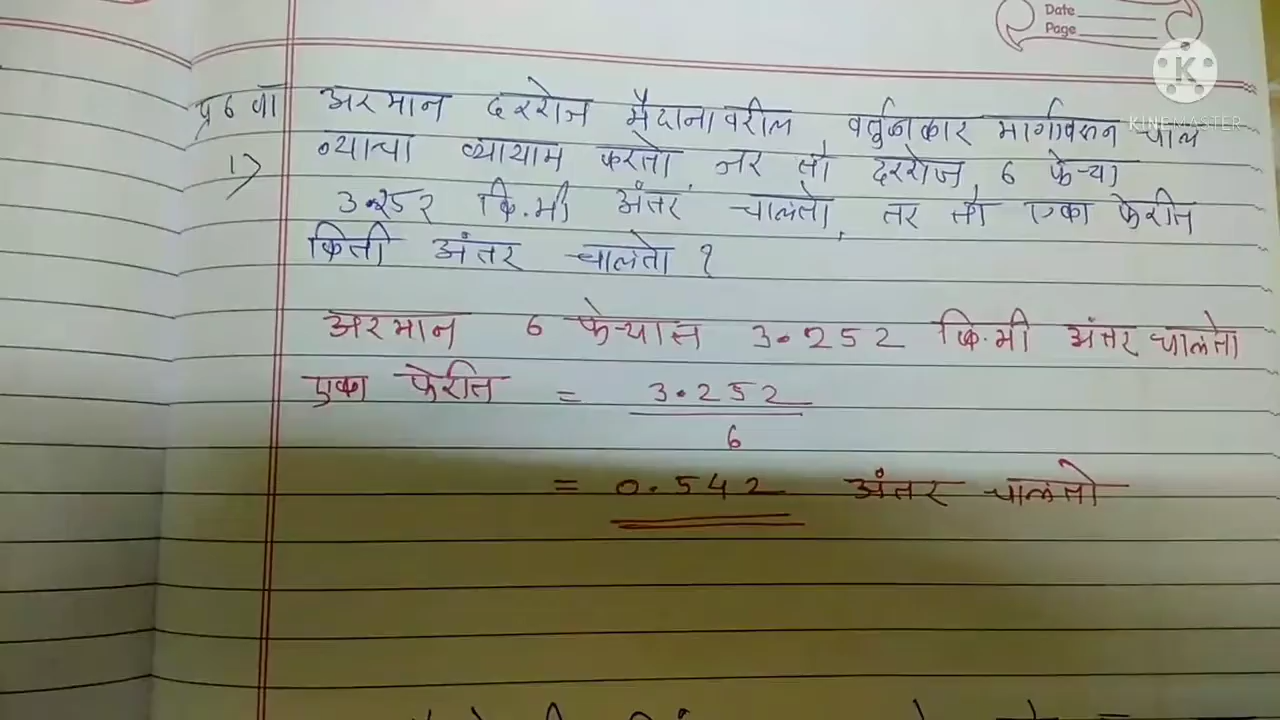 Date
Page
K
KINEMASTER
प्र 6 वा अरमान दररोज मैदानावरील वर्तुळाकार मार्गावरून चाल
1) ण्याचा व्यायाम करतो. जर तो दररोज 6 फेऱ्या
3.252 कि.मी अंतर चालतो, तर तो एका फेरीत
किती अंतर चालतो ?
अरमान 6 फेऱ्यात 3.252 कि.मी अंतर चालतो
एका फेरीत = 3.252
6
= 0.542 अंतर चालतो